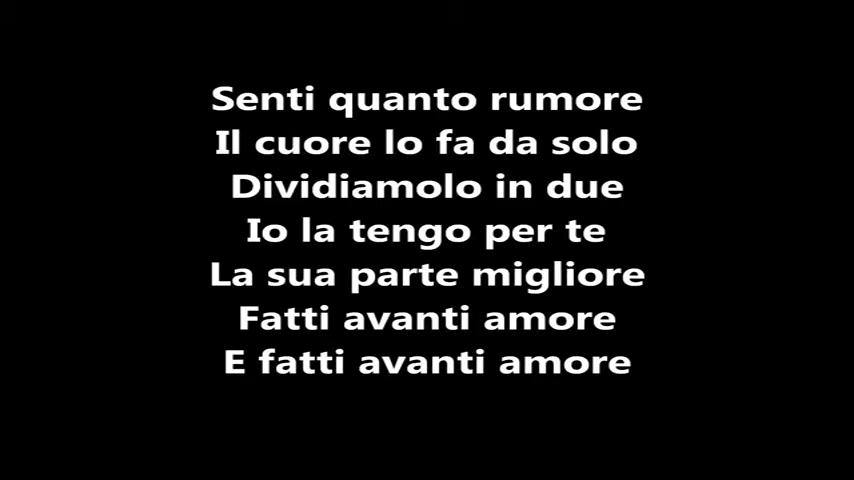 Senti quanto rumore
Il cuore lo fa da solo
Dividiamolo in due
Io la tengo per te
La sua parte migliore
Fatti avanti amore
E fatti avanti amore